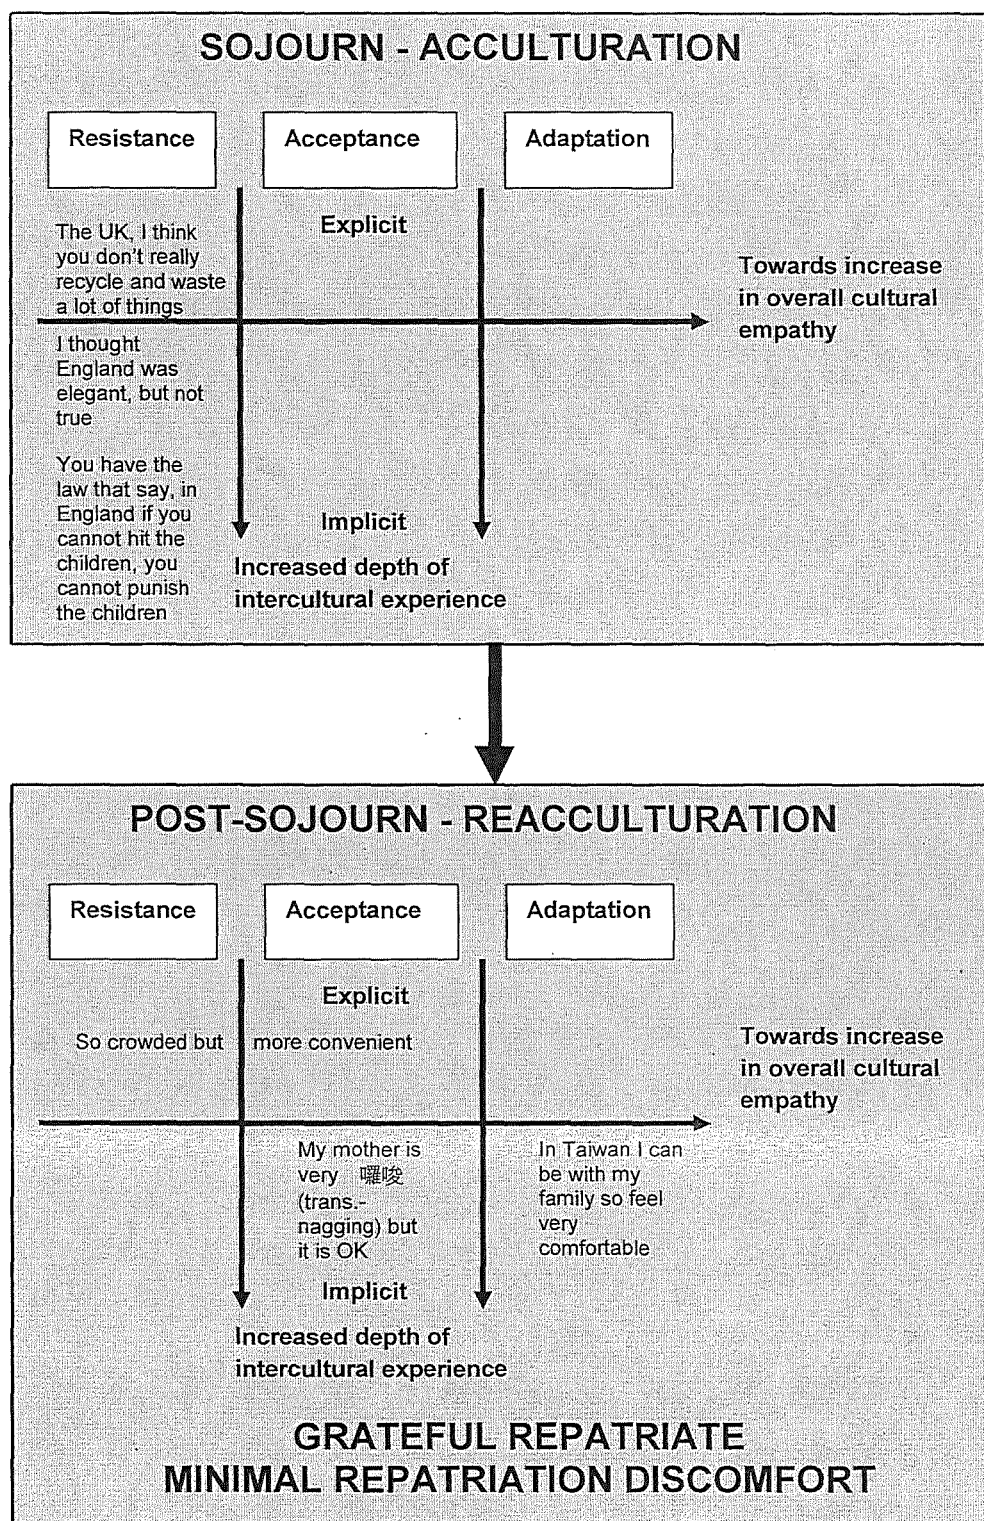 SOJOURN - ACCULTURATION
Resistance
Acceptance
Adaptation
Explicit
The UK, I think
you don't really
recycle and waste
a lot of things
Towards increase
in overall cultural
empathy
I thought
England was
elegant, but not
true
You have the
law that say, in
England if you
cannot hit the
children, you
cannot punish
the children
Implicit
Increased depth of
intercultural experience
POST-SOJOURN - REACCULTURATION
Resistance
Acceptance
Adaptation
Explicit
So crowded but more convenient
Towards increase
in overall cultural
empathy
My mother is
very 囉唆
(trans.-
nagging) but
it is OK
In Taiwan I can
be with my
family so feel
very
comfortable
Implicit
Increased depth of
intercultural experience
GRATEFUL REPATRIATE
MINIMAL REPATRIATION DISCOMFORT